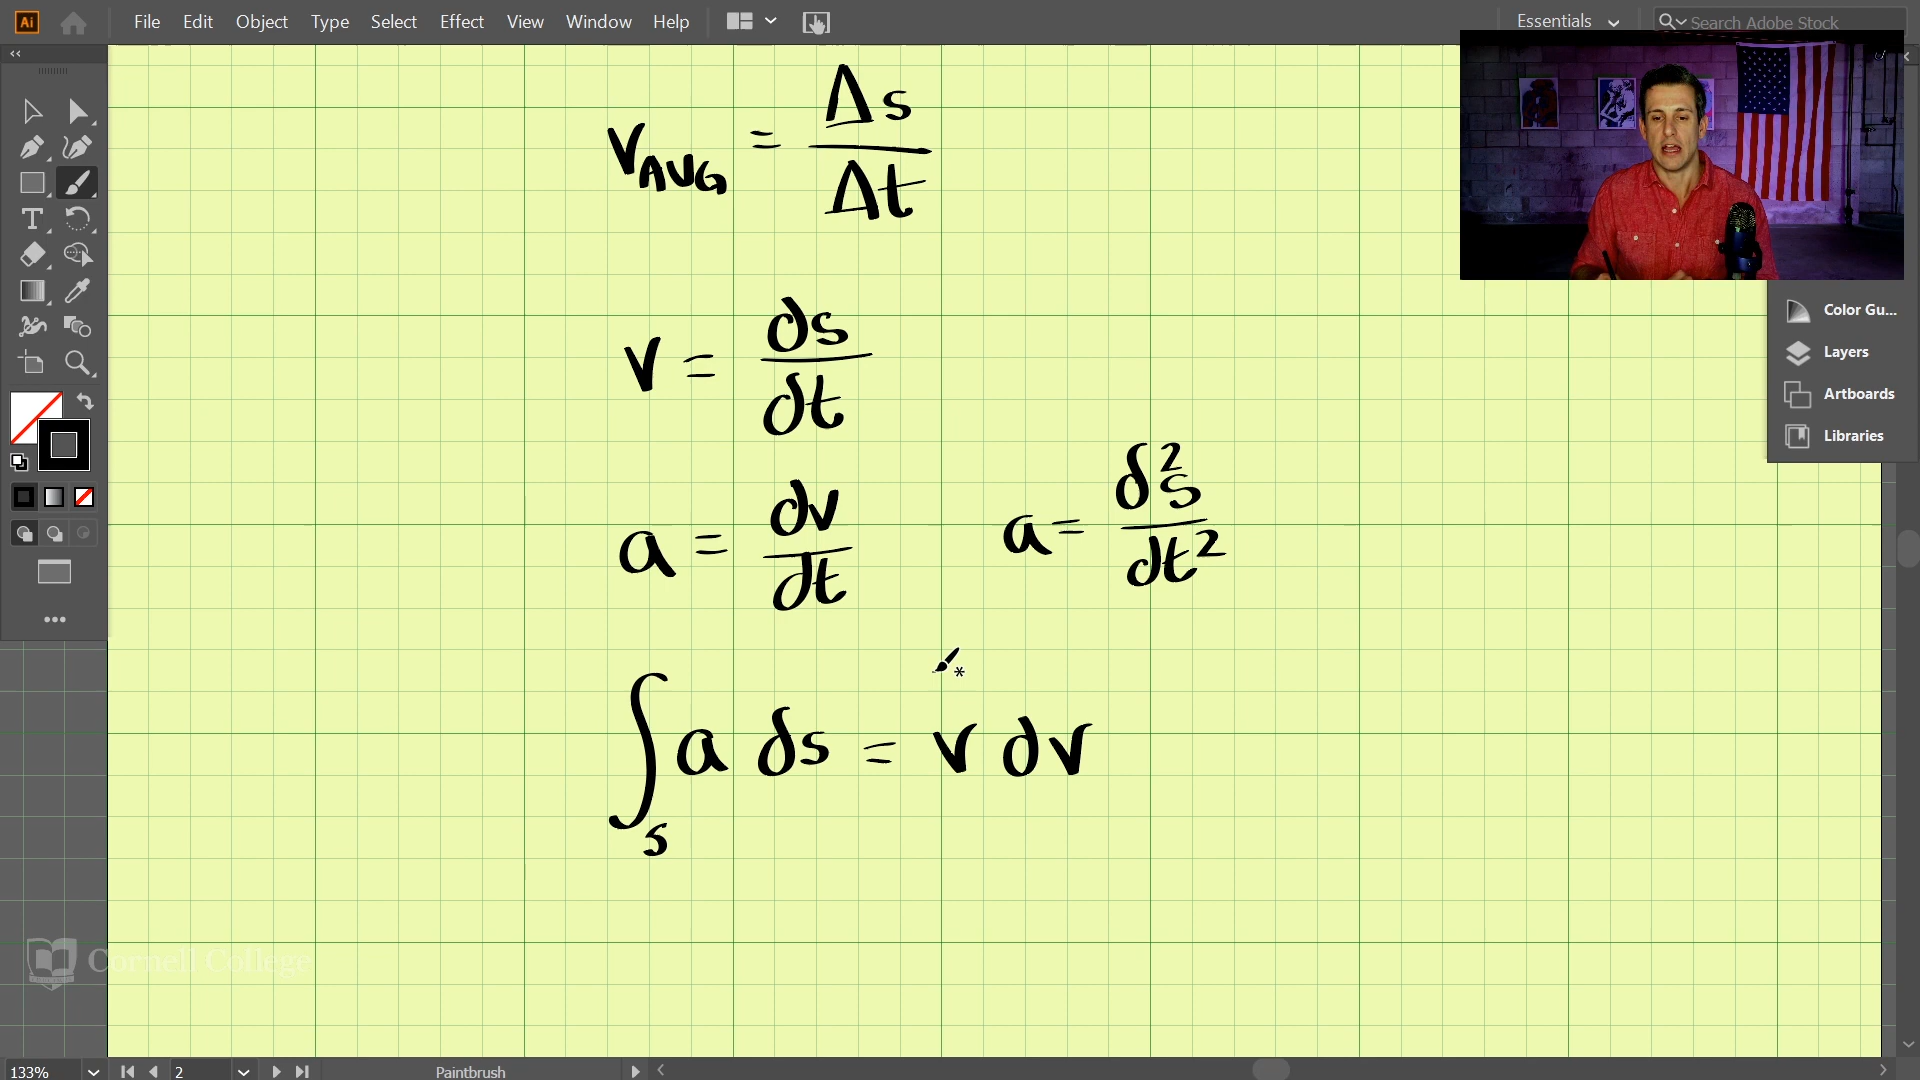 Ai File Edit Object Type Select Effect View Window Help Essentials Search Adobe Stock
v_AVG = Δs/Δt
v = ds/dt
a = dv/dt
a = d²s/dt²
∫_s a ds = v dv
Color Gu...
Layers
Artboards
Libraries
Cornell College
133% 2 Paintbrush